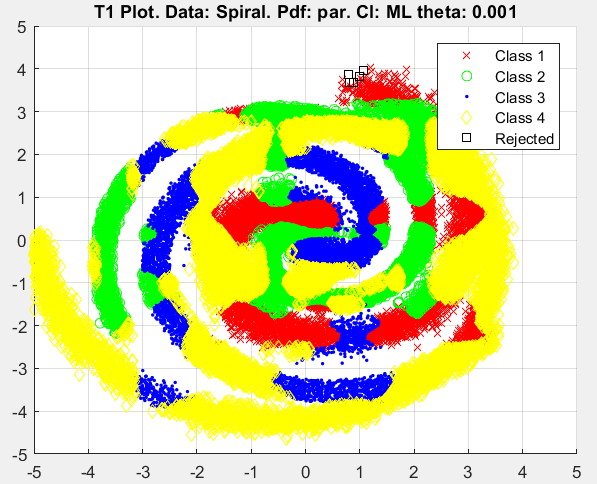 T1 Plot. Data: Spiral. Pdf: par. Cl: ML theta: 0.001
5
4
3
2
1
0
-1
-2
-3
-4
-5
-5 -4 -3 -2 -1 0 1 2 3 4 5
Class 1
Class 2
Class 3
Class 4
Rejected